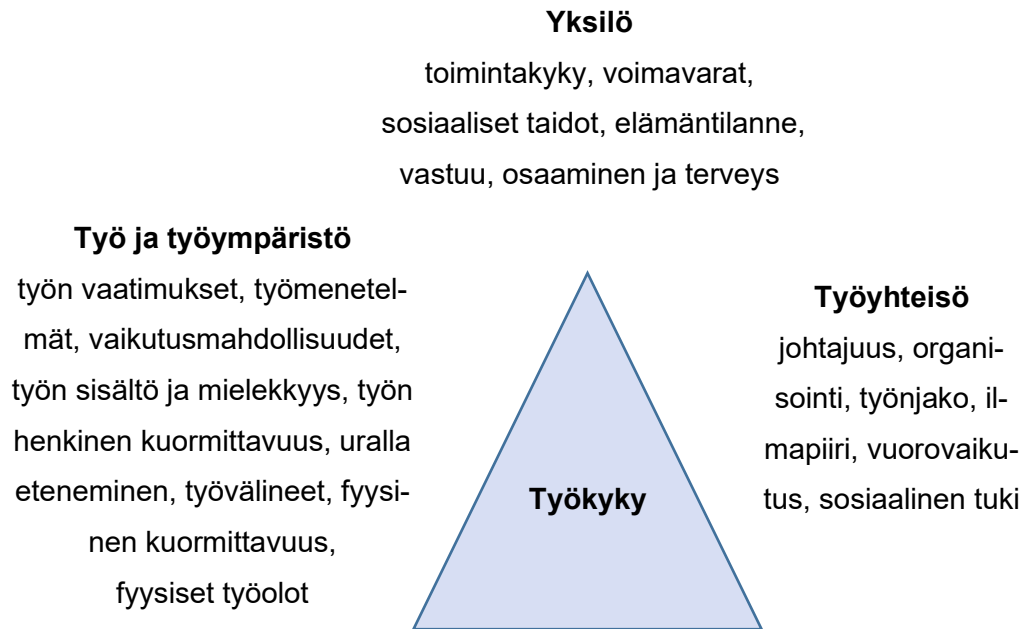 Yksilö
toimintakyky, voimavarat,
sosiaaliset taidot, elämäntilanne,
vastuu, osaaminen ja terveys
Työ ja työympäristö
työn vaatimukset, työmenetel-
mät, vaikutusmahdollisuudet,
työn sisältö ja mielekkyys, työn
henkinen kuormittavuus, uralla
eteneminen, työvälineet, fyysi-
nen kuormittavuus,
fyysiset työolot
Työkyky
Työyhteisö
johtajuus, organi-
sointi, työnjako, il-
mapiiri, vuorovaiku-
tus, sosiaalinen tuki